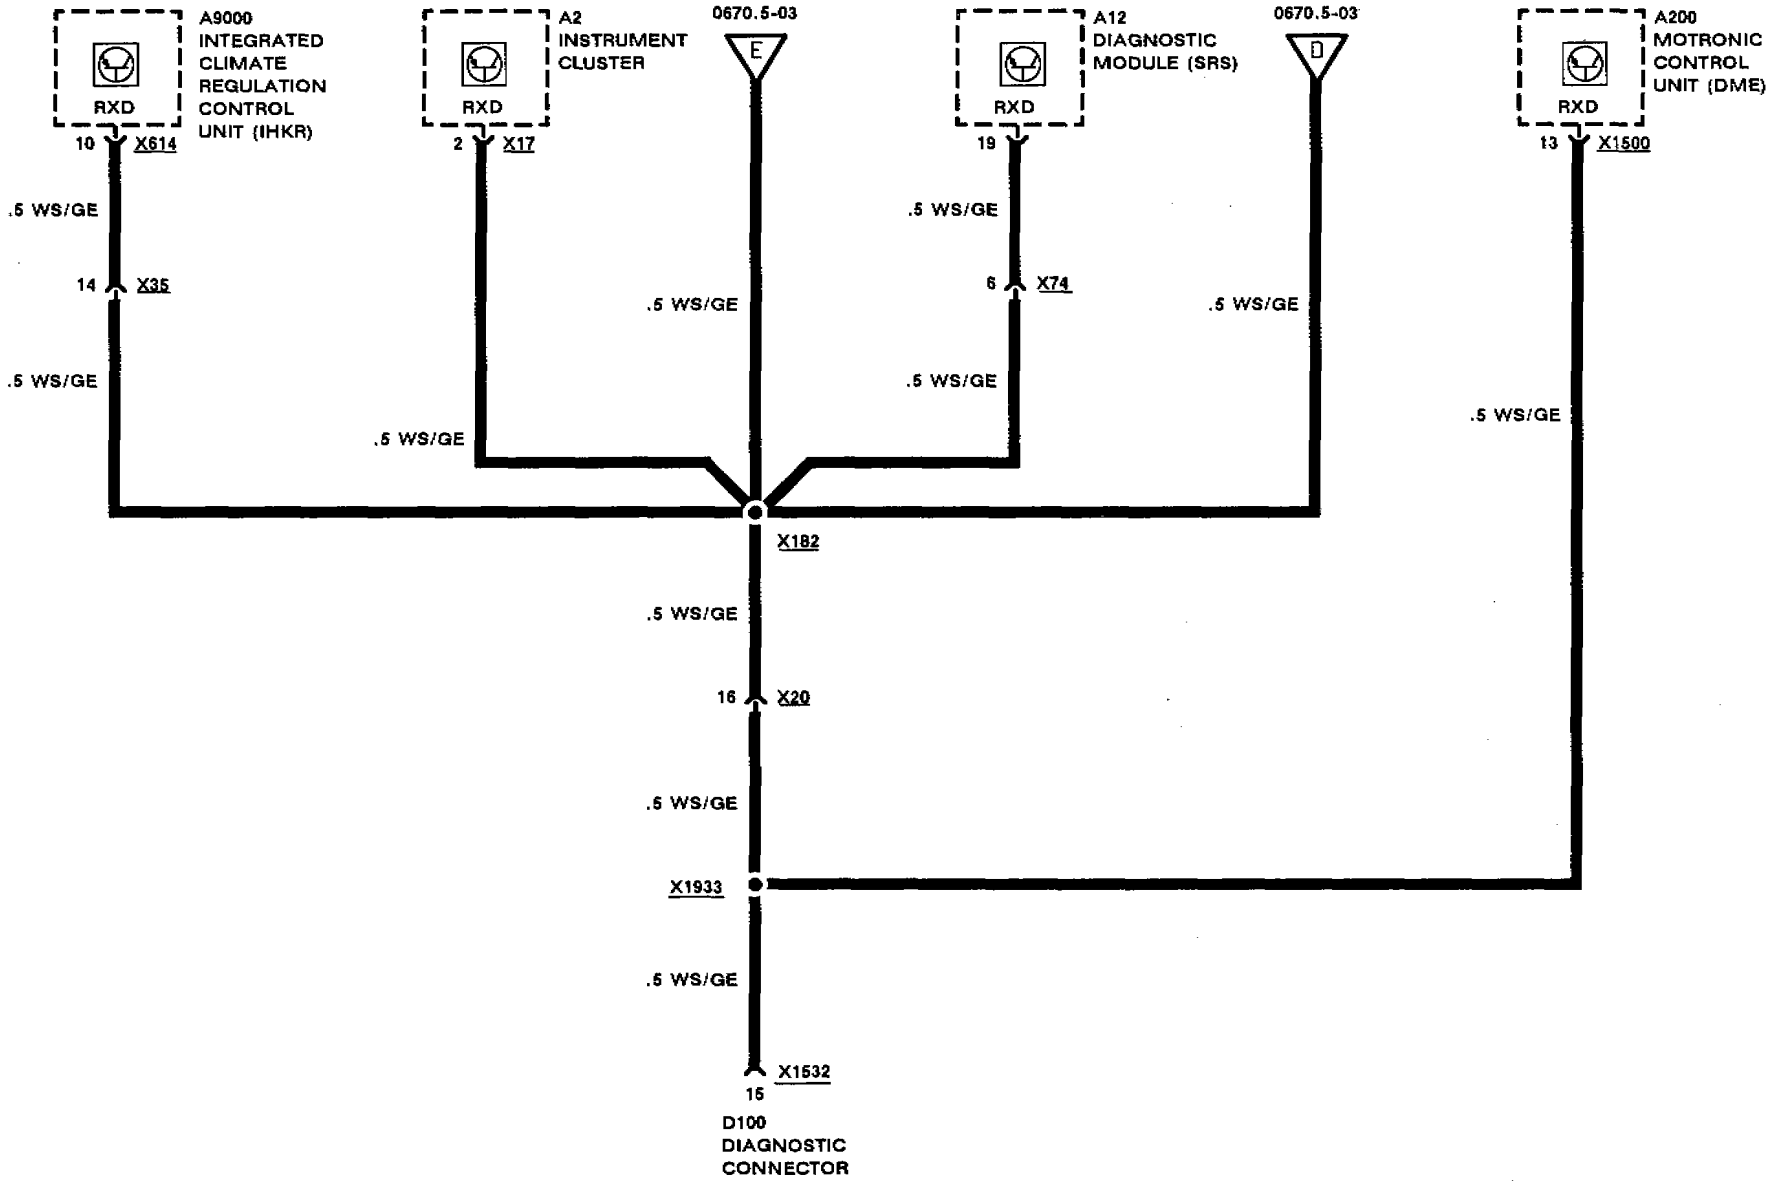 A9000
INTEGRATED
CLIMATE
REGULATION
CONTROL
UNIT (IHKR)
RXD
10 X614
A2
INSTRUMENT
CLUSTER
RXD
2 X17
0670.5-03
E
A12
DIAGNOSTIC
MODULE (SRS)
RXD
19
0670.5-03
D
A200
MOTRONIC
CONTROL
UNIT (DME)
RXD
13 X1500
.5 WS/GE
.5 WS/GE
14 X35
6 X74
.5 WS/GE
.5 WS/GE
.5 WS/GE
.5 WS/GE
.5 WS/GE
.5 WS/GE
X182
.5 WS/GE
16 X20
.5 WS/GE
X1933
.5 WS/GE
X1532
15
D100
DIAGNOSTIC
CONNECTOR
.5 WS/GE